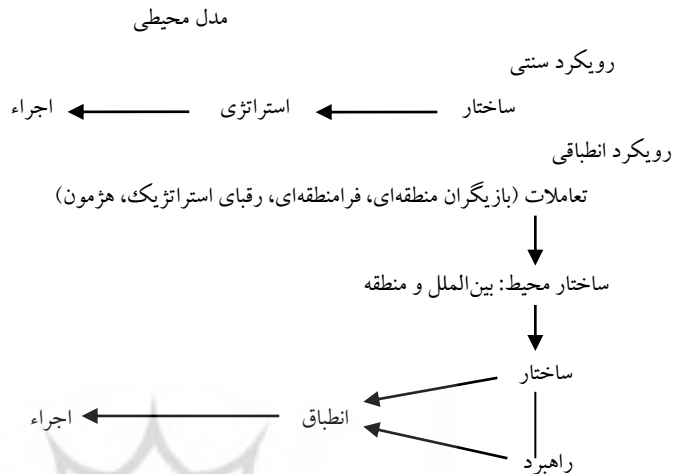 مدل محیطی
رویکرد سنتی
ساختار استراتژی اجراء
رویکرد انطباقی
تعاملات (بازیگران منطقه‌ای، فرامنطقه‌ای، رقبای استراتژیک، هژمون)
ساختار محیط: بین‌الملل و منطقه
ساختار
انطباق اجراء
راهبرد